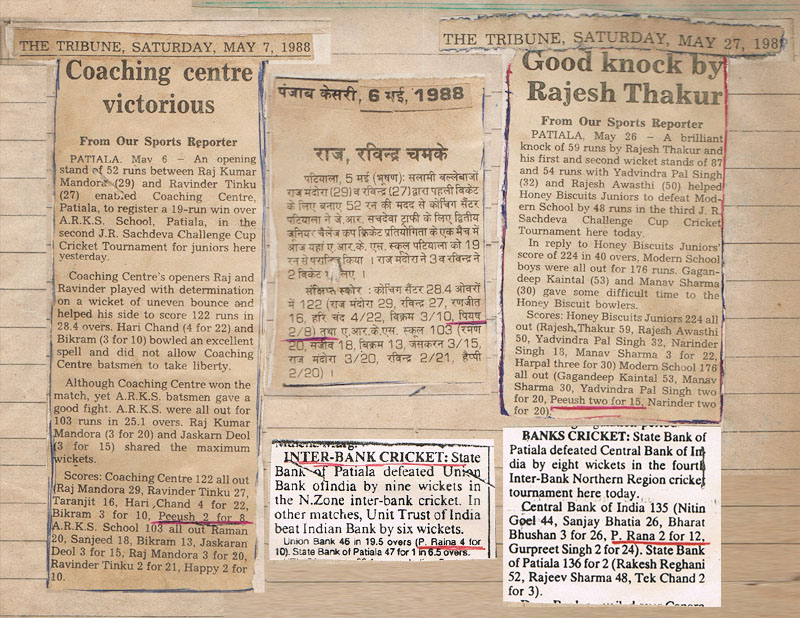 THE TRIBUNE, SATURDAY, MAY 7, 1988
Coaching centre
victorious
From Our Sports Reporter
PATIALA. May 6 – An opening
stand of 52 runs between Raj Kumar
Mandora (29) and Ravinder Tinku
(27) enabled Coaching Centre,
Patiala, to register a 19-run win over
A.R.K.S. School, Patiala, in the
second J.R. Sachdeva Challenge Cup
Cricket Tournament for juniors here
yesterday.
Coaching Centre's openers Raj and
Ravinder played with determination
on a wicket of uneven bounce and
helped his side to score 122 runs in
28.4 overs. Hari Chand (4 for 22) and
Bikram (3 for 10) bowled an excellent
spell and did not allow Coaching
Centre batsmen to take liberty.
Although Coaching Centre won the
match, yet A.R.K.S. batsmen gave a
good fight. A.R.K.S. were all out for
103 runs in 25.1 overs. Raj Kumar
Mandora (3 for 20) and Jaskarn Deol
(3 for 15) shared the maximum
wickets.
Scores: Coaching Centre 122 all out
(Raj Mandora 29, Ravinder Tinku 27,
Taranjit 16, Hari Chand 4 for 22,
Bikram 3 for 10, Peeush 2 for 8,
A.R.K.S. School 103 all out Raman
20, Sanjeed 18, Bikram 13, Jaskaran
Deol 3 for 15, Raj Mandora 3 for 20,
Ravinder Tinku 2 for 21, Happy 2 for
10.
पंजाब केसरी, 6 मई, 1988
राज, रविन्द्र चमके
पटियाला, 5 मई (भूषण): सलामी बल्लेबाजों
राज मंदोरा (29) व रविन्द्र (27) द्वारा पहली विकेट
के लिए बनाए 52 रन की मदद से कोचिंग सैंटर
पटियाला ने जे.आर. सचदेवा ट्राफी के लिए द्वितीय
जूनियर चैलेंज कप क्रिकेट प्रतियोगिता के एक मैच में
आज यहां ए.आर.के.एस. स्कूल पटियाला को 19
रन से पराजित किया । राज मंदोरा ने 3 व रविन्द्र ने
2 विकेट लिए ।
संक्षिप्त स्कोर : कोचिंग सैंटर 28.4 ओवरों
में 122 (राज मंदोरा 29, रविन्द्र 27, रणजीत
16, हरि चंद 4/22, विक्रम 3/10, पियुष
2/8) तथा ए.आर.के.एस. स्कूल 103 (रमण
20, संजीव 18, बिक्रम 13, जसकरन 3/15,
राज मंदोरा 3/20, रविन्द्र 2/21, हैप्पी
2/20) ।
INTER-BANK CRICKET: State
Bank of Patiala defeated Union
Bank of India by nine wickets in
the N.Zone inter-bank cricket. In
other matches, Unit Trust of India
beat Indian Bank by six wickets.
Union Bank 46 in 19.5 overs (P. Raina 4 for
10). State Bank of Patiala 47 for 1 in 6.5 overs.
THE TRIBUNE, SATURDAY, MAY 27, 198
Good knock by
Rajesh Thakur
From Our Sports Reporter
PATIALA, May 26 – A brilliant
knock of 59 runs by Rajesh Thakur and
his first and second wicket stands of 87
and 54 runs with Yadvindra Pal Singh
(32) and Rajesh Awasthi (50) helped
Honey Biscuits Juniors to defeat Mod-
ern School by 48 runs in the third J. R.
Sachdeva Challenge Cup Cricket
Tournament here today.
In reply to Honey Biscuits Juniors'
score of 224 in 40 overs, Modern School
boys were all out for 176 runs. Gagan-
deep Kaintal (53) and Manav Sharma
(30) gave some difficult time to the
Honey Biscuit bowlers.
Scores: Honey Biscuits Juniors 224 all
out (Rajesh Thakur 59, Rajesh Awasthi
50, Yadvindra Pal Singh 32, Narinder
Singh 18, Manav Sharma 3 for 22,
Harpal three for 30) Modern School 176
all out (Gagandeep Kaintal 53, Manav
Sharma 30, Yadvindra Pal Singh two
for 20, Peeush two for 15, Narinder two
for 20)
BANKS CRICKET: State Bank of
Patiala defeated Central Bank of In
dia by eight wickets in the fourth
Inter-Bank Northern Region cricket
tournament here today.
Central Bank of India 135 (Nitin
Goel 44, Sanjay Bhatia 26, Bharat
Bhushan 3 for 26, P. Rana 2 for 12,
Gurpreet Singh 2 for 24). State Bank
of Patiala 136 for 2 (Rakesh Reghani
52, Rajeev Sharma 48, Tek Chand 2
for 3).